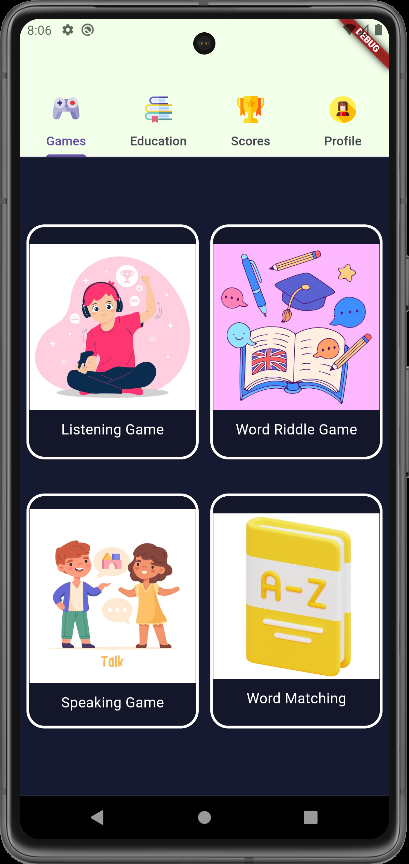 8:06
DEBUG
Games
Education
Scores
Profile
Listening Game
Word Riddle Game
Talk
A-Z
Speaking Game
Word Matching